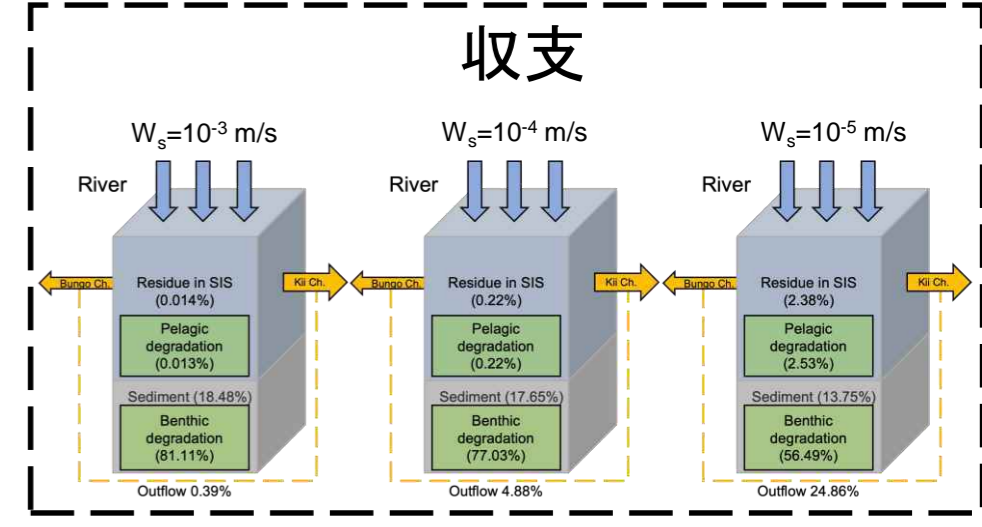 収支
Wₛ=10⁻³ m/s
River
Bungo Ch.
Residue in SIS
(0.014%)
Kii Ch.
Pelagic
degradation
(0.013%)
Sediment (18.48%)
Benthic
degradation
(81.11%)
Outflow 0.39%
Wₛ=10⁻⁴ m/s
River
Bungo Ch.
Residue in SIS
(0.22%)
Kii Ch.
Pelagic
degradation
(0.22%)
Sediment (17.65%)
Benthic
degradation
(77.03%)
Outflow 4.88%
Wₛ=10⁻⁵ m/s
River
Bungo Ch.
Residue in SIS
(2.38%)
Kii Ch.
Pelagic
degradation
(2.53%)
Sediment (13.75%)
Benthic
degradation
(56.49%)
Outflow 24.86%